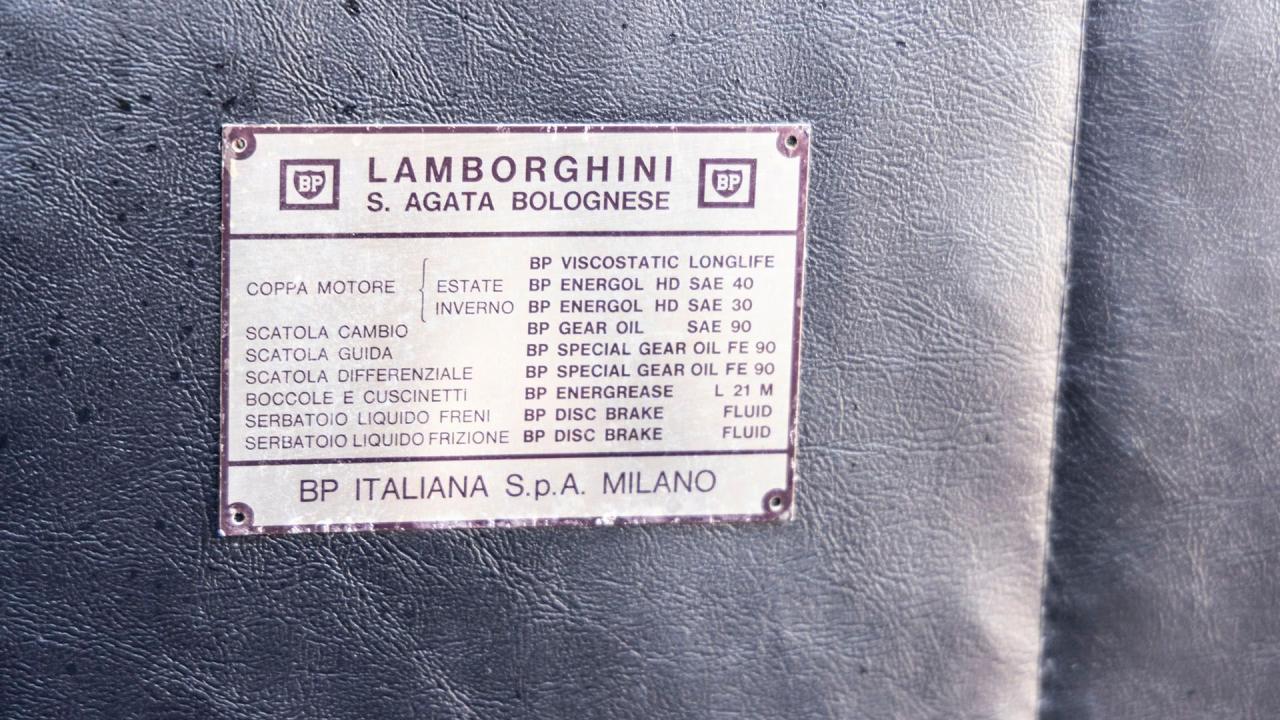 BP LAMBORGHINI BP
S. AGATA BOLOGNESE
BP VISCOSTATIC LONGLIFE
COPPA MOTORE { ESTATE BP ENERGOL HD SAE 40
INVERNO BP ENERGOL HD SAE 30
SCATOLA CAMBIO BP GEAR OIL SAE 90
SCATOLA GUIDA BP SPECIAL GEAR OIL FE 90
SCATOLA DIFFERENZIALE BP SPECIAL GEAR OIL FE 90
BOCCOLE E CUSCINETTI BP ENERGREASE L 21 M
SERBATOIO LIQUIDO FRENI BP DISC BRAKE FLUID
SERBATOIO LIQUIDO FRIZIONE BP DISC BRAKE FLUID
BP ITALIANA S.p.A. MILANO